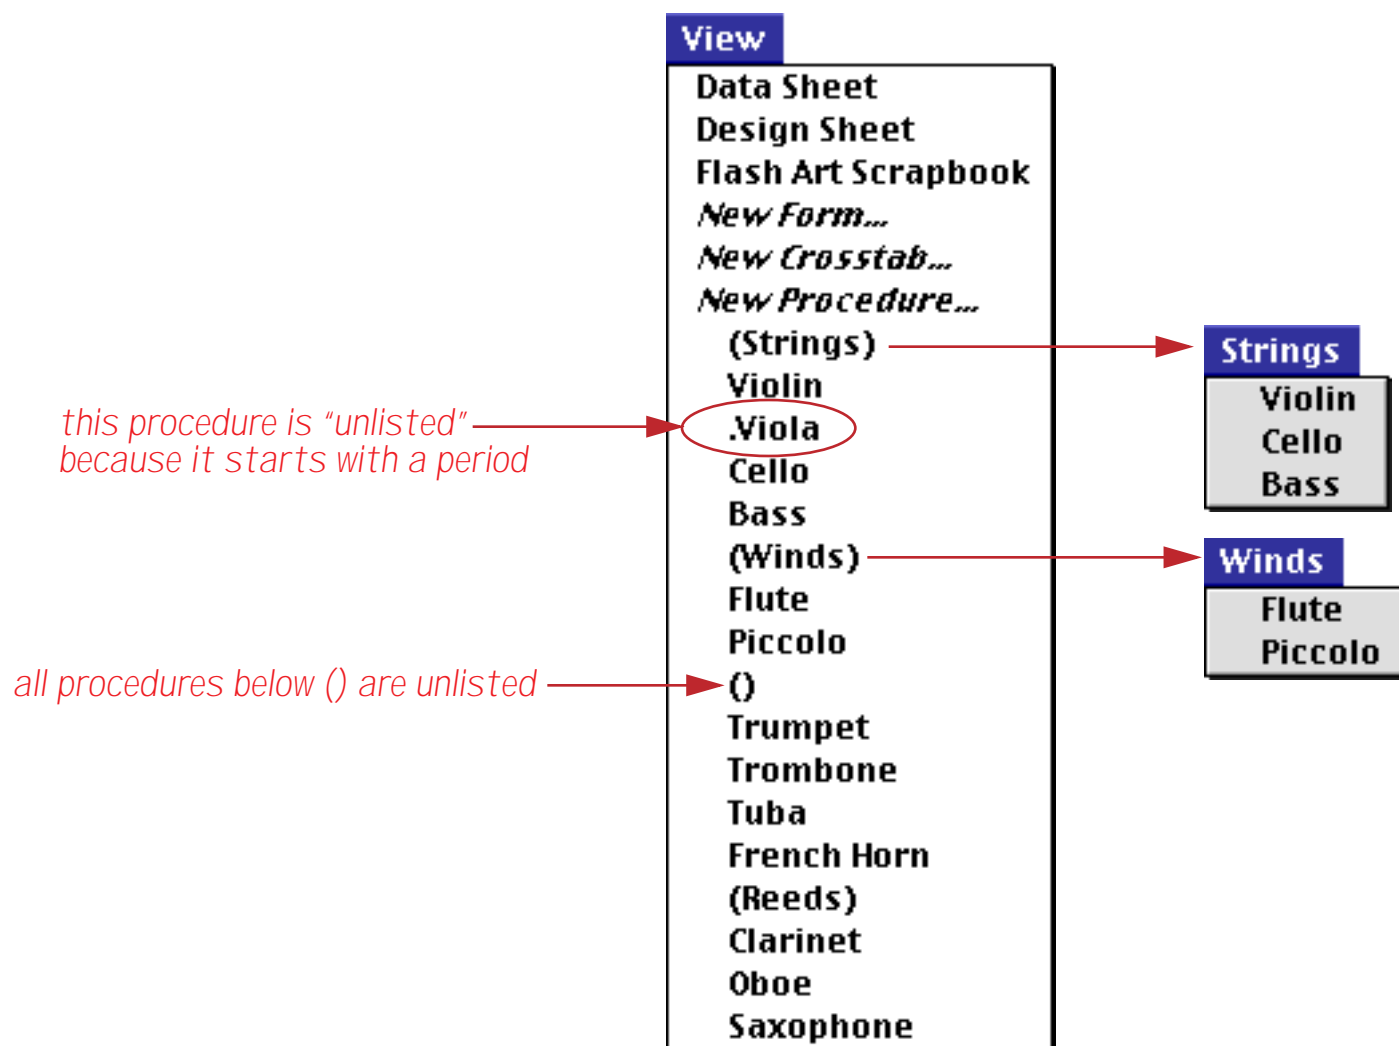 View
Data Sheet
Design Sheet
Flash Art Scrapbook
New Form...
New Crosstab...
New Procedure...
(Strings)
Violin
.Viola
Cello
Bass
(Winds)
Flute
Piccolo
()
Trumpet
Trombone
Tuba
French Horn
(Reeds)
Clarinet
Oboe
Saxophone
this procedure is “unlisted”
because it starts with a period
all procedures below () are unlisted
Strings
Violin
Cello
Bass
Winds
Flute
Piccolo